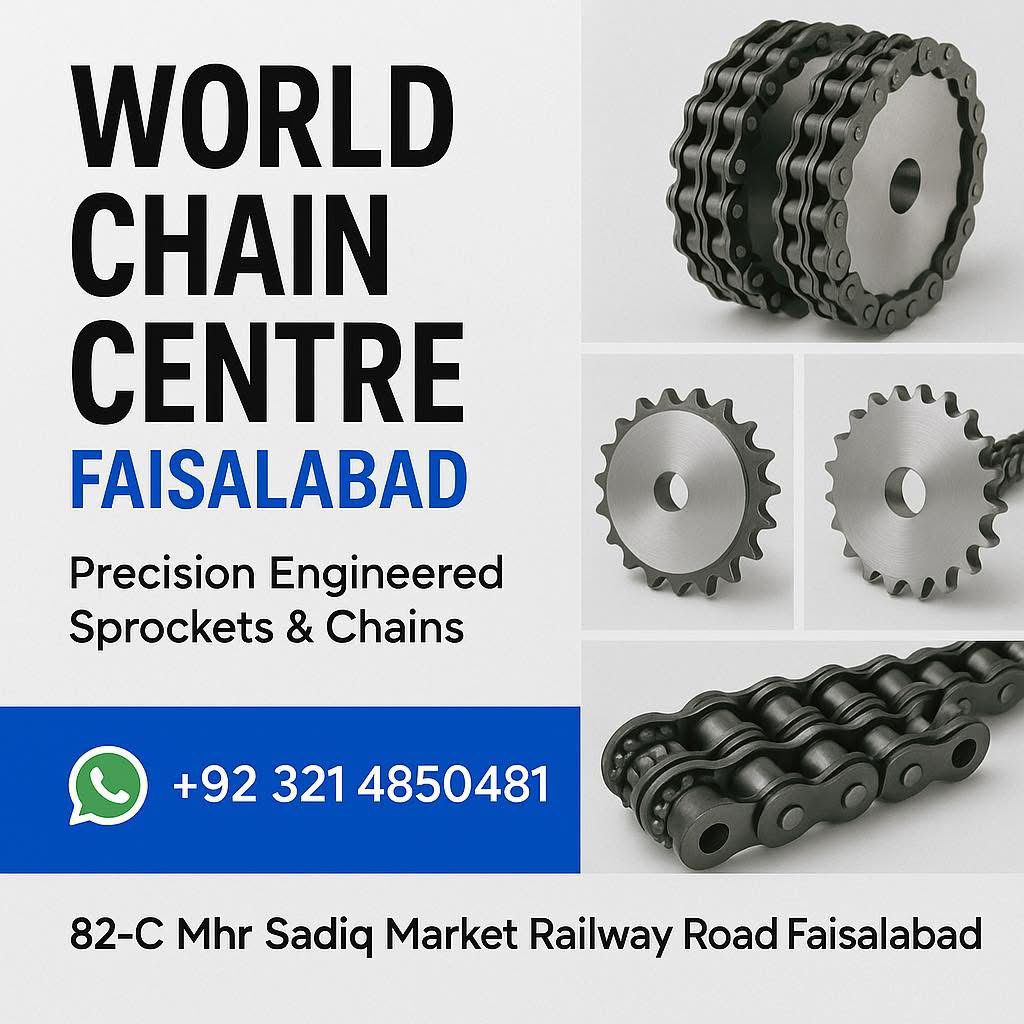 WORLD
CHAIN
CENTRE
FAISALABAD
Precision Engineered
Sprockets & Chains
+92 321 4850481
82-C Mhr Sadiq Market Railway Road Faisalabad